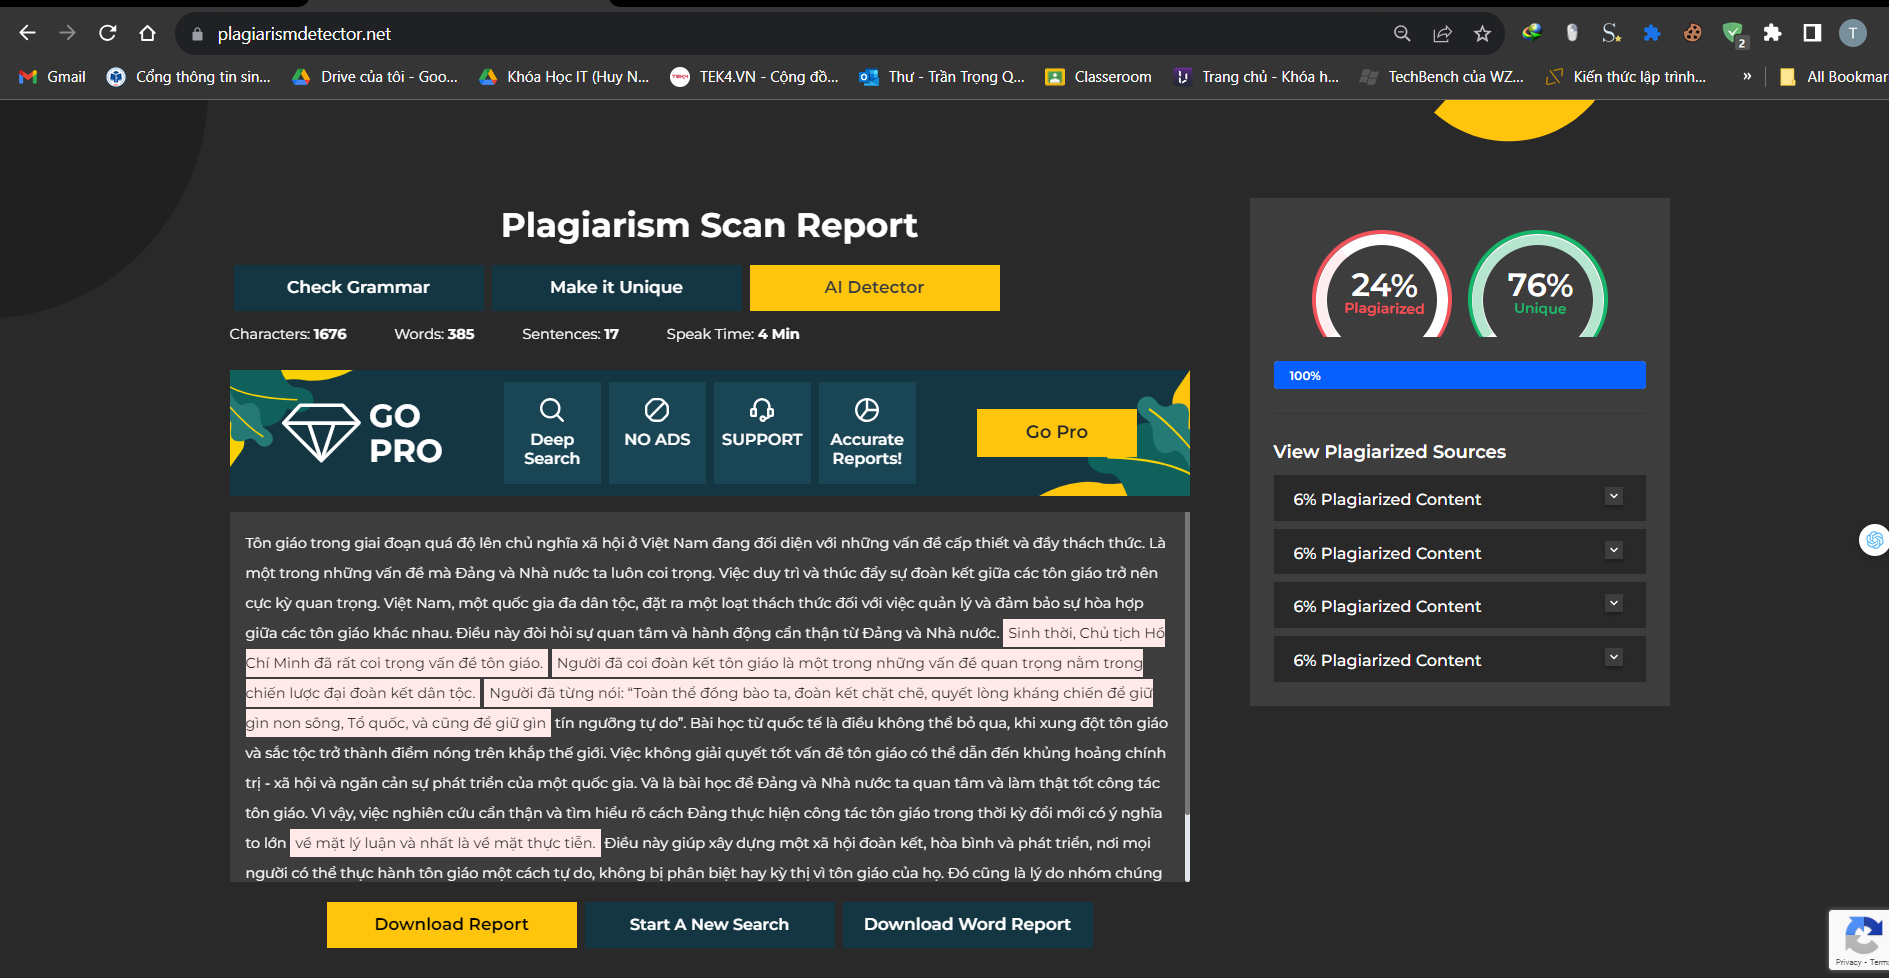 plagiarismdetector.net
2
T
Gmail
Cổng thông tin sin...
Drive của tôi - Goo...
Khóa Học IT (Huy N...
TEK4.VN - Cộng đồ...
Thư - Trần Trọng Q...
Classeroom
Trang chủ - Khóa h...
TechBench của WZ...
Kiến thức lập trình...
»
All Bookmar
Plagiarism Scan Report
Check Grammar
Make it Unique
AI Detector
Characters: 1676
Words: 385
Sentences: 17
Speak Time: 4 Min
GO
PRO
Deep
Search
NO ADS
SUPPORT
Accurate
Reports!
Go Pro
Tôn giáo trong giai đoạn quá độ lên chủ nghĩa xã hội ở Việt Nam đang đối diện với những vấn đề cấp thiết và đầy thách thức. Là
một trong những vấn đề mà Đảng và Nhà nước ta luôn coi trọng. Việc duy trì và thúc đẩy sự đoàn kết giữa các tôn giáo trở nên
cực kỳ quan trọng. Việt Nam, một quốc gia đa dân tộc, đặt ra một loạt thách thức đối với việc quản lý và đảm bảo sự hòa hợp
giữa các tôn giáo khác nhau. Điều này đòi hỏi sự quan tâm và hành động cẩn thận từ Đảng và Nhà nước. Sinh thời, Chủ tịch Hồ
Chí Minh đã rất coi trọng vấn đề tôn giáo. Người đã coi đoàn kết tôn giáo là một trong những vấn đề quan trọng nằm trong
chiến lược đại đoàn kết dân tộc. Người đã từng nói: “Toàn thể đồng bào ta, đoàn kết chặt chẽ, quyết lòng kháng chiến để giữ
gìn non sông, Tổ quốc, và cũng để giữ gìn tín ngưỡng tự do”. Bài học từ quốc tế là điều không thể bỏ qua, khi xung đột tôn giáo
và sắc tộc trở thành điểm nóng trên khắp thế giới. Việc không giải quyết tốt vấn đề tôn giáo có thể dẫn đến khủng hoảng chính
trị - xã hội và ngăn cản sự phát triển của một quốc gia. Và là bài học để Đảng và Nhà nước ta quan tâm và làm thật tốt công tác
tôn giáo. Vì vậy, việc nghiên cứu cẩn thận và tìm hiểu rõ cách Đảng thực hiện công tác tôn giáo trong thời kỳ đổi mới có ý nghĩa
to lớn về mặt lý luận và nhất là về mặt thực tiễn. Điều này giúp xây dựng một xã hội đoàn kết, hòa bình và phát triển, nơi mọi
người có thể thực hành tôn giáo một cách tự do, không bị phân biệt hay kỳ thị vì tôn giáo của họ. Đó cũng là lý do nhóm chúng
Download Report
Start A New Search
Download Word Report
24%
Plagiarized
76%
Unique
100%
View Plagiarized Sources
6% Plagiarized Content
6% Plagiarized Content
6% Plagiarized Content
6% Plagiarized Content
Privacy - Terms